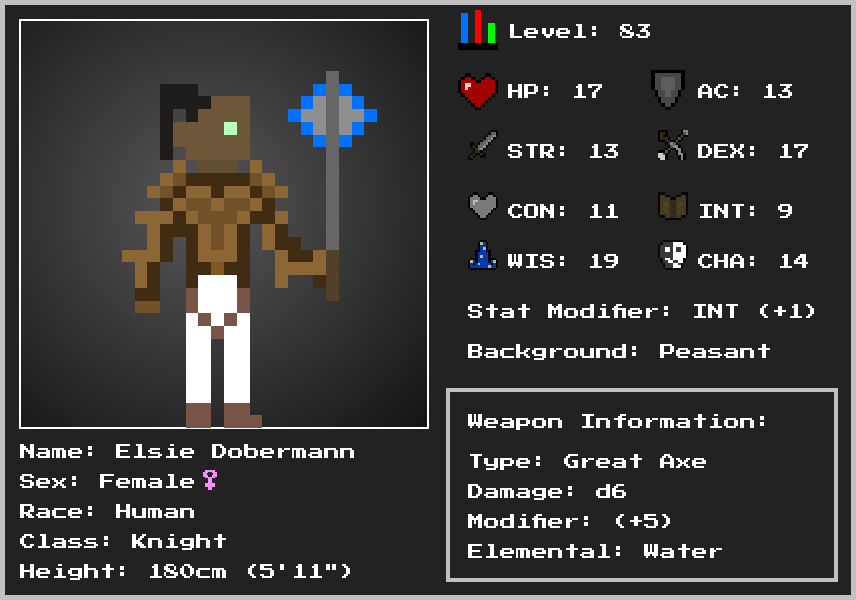 Level: 83
HP: 17
AC: 13
STR: 13
DEX: 17
CON: 11
INT: 9
WIS: 19
CHA: 14
Stat Modifier: INT (+1)
Background: Peasant
Weapon Information:
Type: Great Axe
Damage: d6
Modifier: (+5)
Elemental: Water
Name: Elsie Dobermann
Sex: Female♀
Race: Human
Class: Knight
Height: 180cm (5'11")